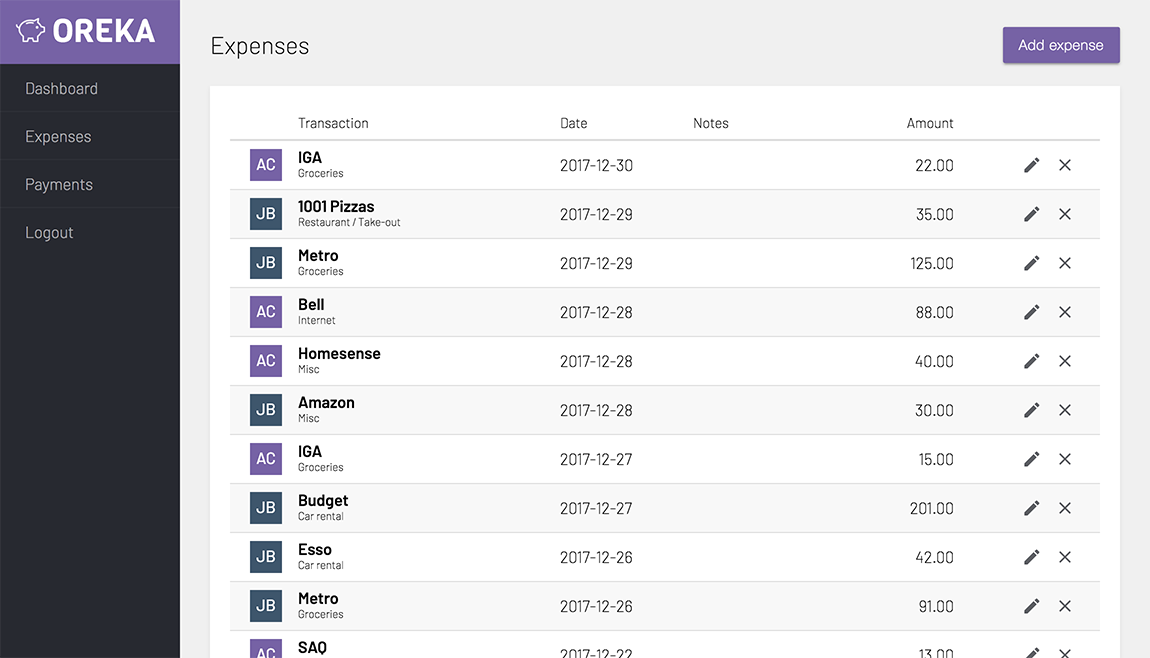 OREKA
Dashboard
Expenses
Payments
Logout
Expenses
Add expense
Transaction Date Notes Amount
AC IGA 2017-12-30 22.00
Groceries
JB 1001 Pizzas 2017-12-29 35.00
Restaurant / Take-out
JB Metro 2017-12-29 125.00
Groceries
AC Bell 2017-12-28 88.00
Internet
AC Homesense 2017-12-28 40.00
Misc
JB Amazon 2017-12-28 30.00
Misc
AC IGA 2017-12-27 15.00
Groceries
JB Budget 2017-12-27 201.00
Car rental
JB Esso 2017-12-26 42.00
Car rental
JB Metro 2017-12-26 91.00
Groceries
AC SAQ 2017-12-22 13.00